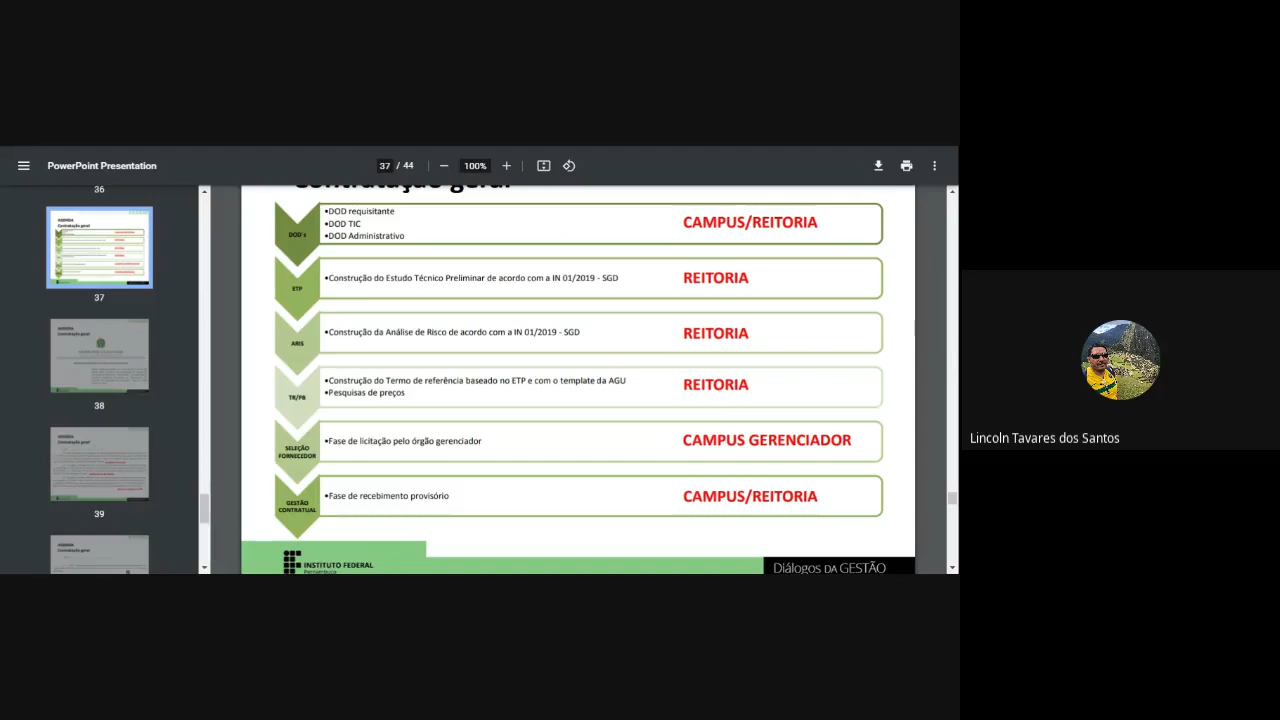 PowerPoint Presentation
37 / 44
100%
36
37
38
39
Contratação geral
DOD's
•DOD requisitante
•DOD TIC
•DOD Administrativo
CAMPUS/REITORIA
ETP
•Construção do Estudo Técnico Preliminar de acordo com a IN 01/2019 - SGD
REITORIA
ARIS
•Construção da Análise de Risco de acordo com a IN 01/2019 - SGD
REITORIA
TR/PB
•Construção do Termo de referência baseado no ETP e com o template da AGU
•Pesquisas de preços
REITORIA
SELEÇÃO
FORNECEDOR
•Fase de licitação pelo órgão gerenciador
CAMPUS GERENCIADOR
GESTÃO
CONTRATUAL
•Fase de recebimento provisório
CAMPUS/REITORIA
INSTITUTO FEDERAL
Pernambuco
Diálogos DA GESTÃO
Lincoln Tavares dos Santos